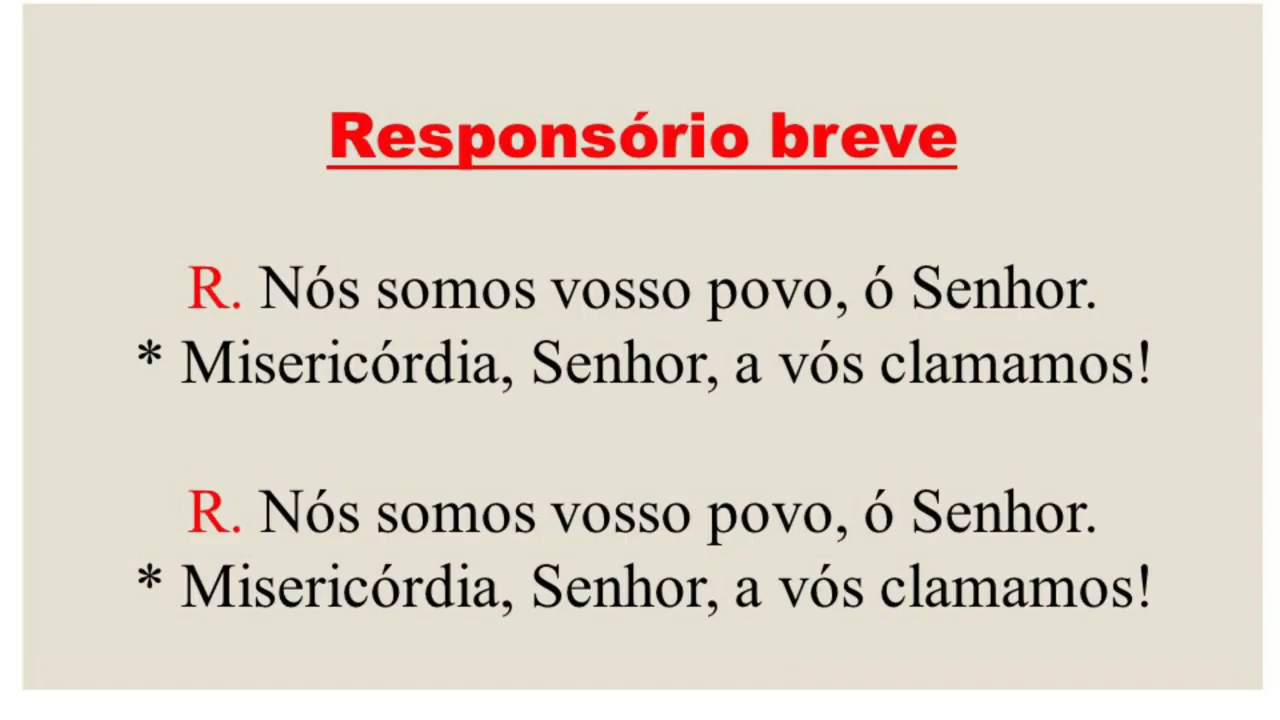 Responsório breve
R. Nós somos vosso povo, ó Senhor.
* Misericórdia, Senhor, a vós clamamos!
R. Nós somos vosso povo, ó Senhor.
* Misericórdia, Senhor, a vós clamamos!